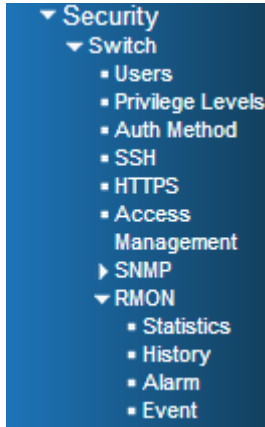 Security
Switch
Users
Privilege Levels
Auth Method
SSH
HTTPS
Access
Management
SNMP
RMON
Statistics
History
Alarm
Event